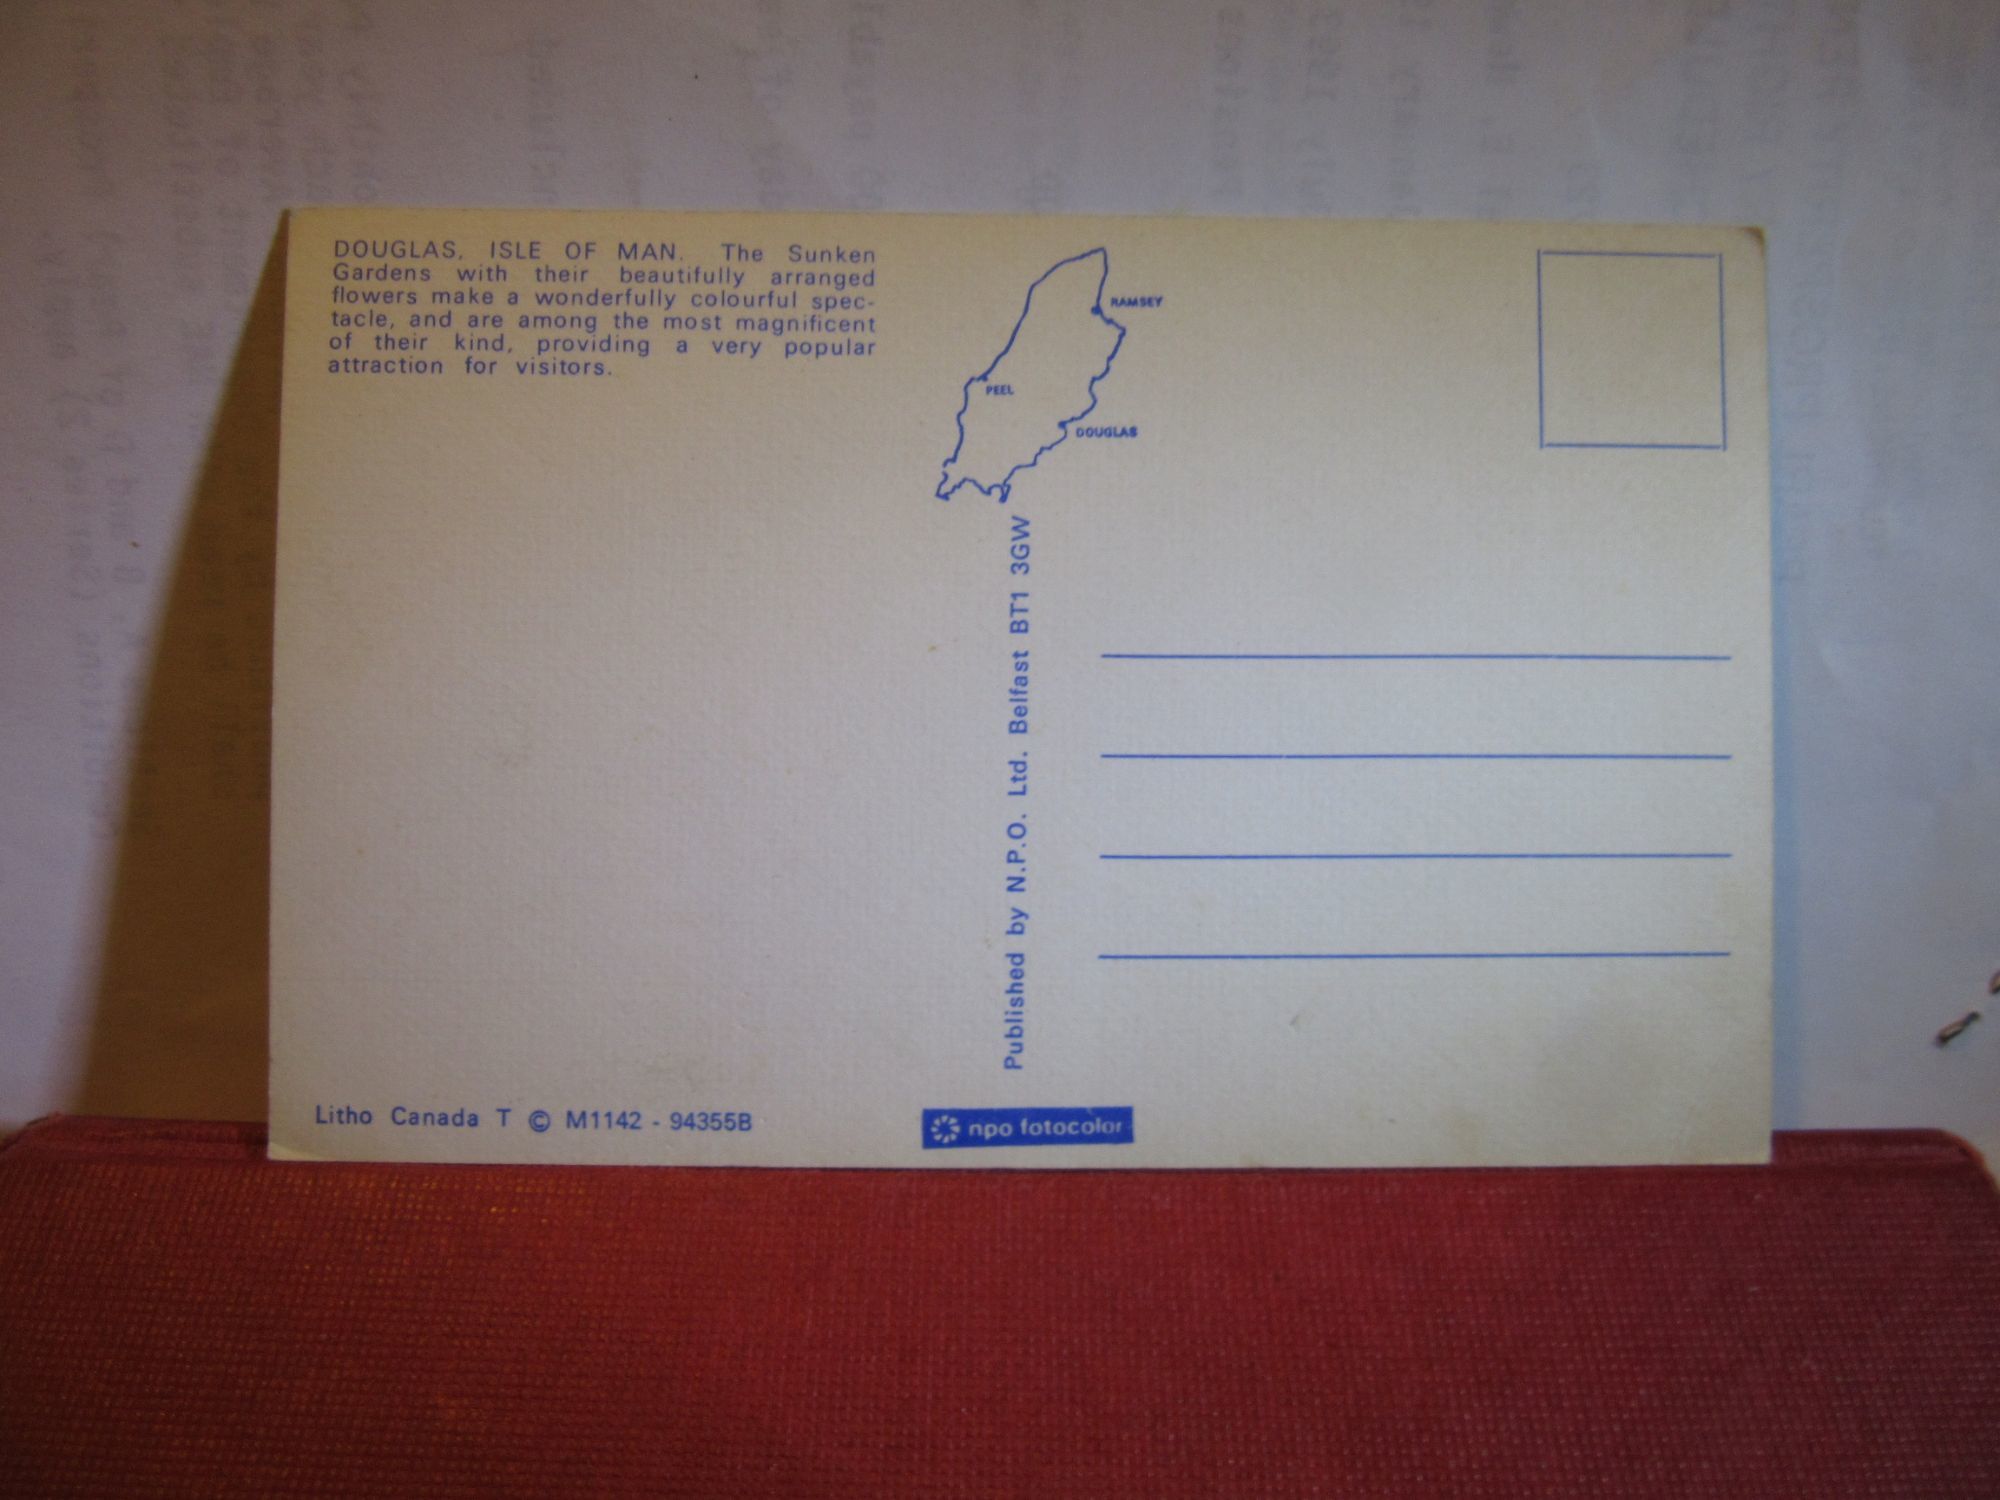 DOUGLAS, ISLE OF MAN. The Sunken
Gardens with their beautifully arranged
flowers make a wonderfully colourful spec-
tacle, and are among the most magnificent
of their kind, providing a very popular
attraction for visitors.
RAMSEY
PEEL
DOUGLAS
Published by N.P.O. Ltd. Belfast BT1 3GW
Litho Canada T © M1142 - 94355B
npo fotocolor